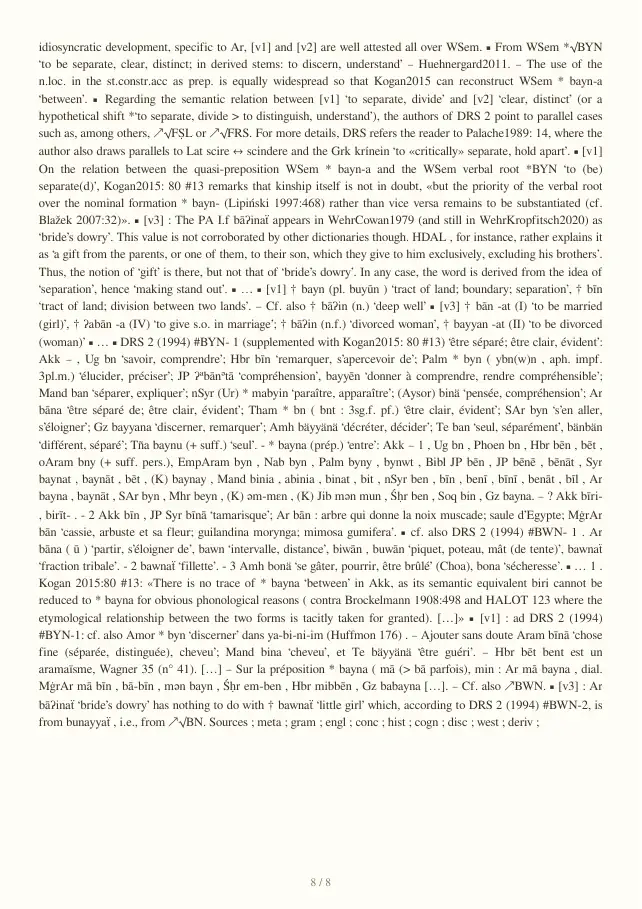 idiosyncratic development, specific to Ar, [v1] and [v2] are well attested all over WSem. ▪ From WSem *√BYN
‘to be separate, clear, distinct; in derived stems: to discern, understand’ – Huehnergard2011. – The use of the
n.loc. in the st.constr.acc as prep. is equally widespread so that Kogan2015 can reconstruct WSem * bayn-a
‘between’. ▪ Regarding the semantic relation between [v1] ‘to separate, divide’ and [v2] ‘clear, distinct’ (or a
hypothetical shift *‘to separate, divide > to distinguish, understand’), the authors of DRS 2 point to parallel cases
such as, among others, ↗√FṢL or ↗√FRS. For more details, DRS refers the reader to Palache1989: 14, where the
author also draws parallels to Lat scire ↔ scindere and the Grk krínein ‘to «critically» separate, hold apart’. ▪ [v1]
On the relation between the quasi-preposition WSem * bayn-a and the WSem verbal root *BYN ‘to (be)
separate(d)’, Kogan2015: 80 #13 remarks that kinship itself is not in doubt, «but the priority of the verbal root
over the nominal formation * bayn- (Lipiński 1997:468) rather than vice versa remains to be substantiated (cf.
Blažek 2007:32)». ▪ [v3] : The PA I.f bāʔinaẗ appears in WehrCowan1979 (and still in WehrKropfitsch2020) as
‘bride’s dowry’. This value is not corroborated by other dictionaries though. HDAL , for instance, rather explains it
as ‘a gift from the parents, or one of them, to their son, which they give to him exclusively, excluding his brothers’.
Thus, the notion of ‘gift’ is there, but not that of ‘bride’s dowry’. In any case, the word is derived from the idea of
‘separation’, hence ‘making stand out’. ▪ … ▪ [v1] † bayn (pl. buyūn ) ‘tract of land; boundary; separation’, † bīn
‘tract of land; division between two lands’. – Cf. also † bāʔin (n.) ‘deep well’ ▪ [v3] † bān -at (I) ‘to be married
(girl)’, † ʔabān -a (IV) ‘to give s.o. in marriage’; † bāʔin (n.f.) ‘divorced woman’, † bayyan -at (II) ‘to be divorced
(woman)’ ▪ … ▪ DRS 2 (1994) #BYN- 1 (supplemented with Kogan2015: 80 #13) ‘être séparé; être clair, évident’:
Akk – , Ug bn ‘savoir, comprendre’; Hbr bīn ‘remarquer, s’apercevoir de’; Palm * byn ( ybn(w)n , aph. impf.
3pl.m.) ‘élucider, préciser’; JP ʔᵃbānᵃtā ‘compréhension’, bayyēn ‘donner à comprendre, rendre compréhensible’;
Mand ban ‘séparer, expliquer’; nSyr (Ur) * mabyin ‘paraître, apparaître’; (Aysor) binä ‘pensée, compréhension’; Ar
bāna ‘être séparé de; être clair, évident’; Tham * bn ( bnt : 3sg.f. pf.) ‘être clair, évident’; SAr byn ‘s’en aller,
s’éloigner’; Gz bayyana ‘discerner, remarquer’; Amh bäyyänä ‘décréter, décider’; Te ban ‘seul, séparément’, bänbän
‘différent, séparé’; Tña baynu (+ suff.) ‘seul’. - * bayna (prép.) ‘entre’: Akk – 1 , Ug bn , Phoen bn , Hbr bēn , bēt ,
oAram bny (+ suff. pers.), EmpAram byn , Nab byn , Palm byny , bynwt , Bibl JP bēn , JP bēnē , bēnāt , Syr
baynat , baynāt , bēt , (K) baynay , Mand binia , abinia , binat , bit , nSyr ben , bīn , benī , bīnī , benāt , bīl , Ar
bayna , baynāt , SAr byn , Mhr beyn , (K) əm-mɛn , (K) Jib mən mun , Śḥr ben , Soq bin , Gz bayna. – ? Akk bīri-
, birīt- . - 2 Akk bīn , JP Syr bīnā ‘tamarisque’; Ar bān : arbre qui donne la noix muscade; saule d’Egypte; MġrAr
bān ‘cassie, arbuste et sa fleur; guilandina morynga; mimosa gumifera’. ▪ cf. also DRS 2 (1994) #BWN- 1 . Ar
bāna ( ū ) ‘partir, s’éloigner de’, bawn ‘intervalle, distance’, biwān , buwān ‘piquet, poteau, mât (de tente)’, bawnaẗ
‘fraction tribale’. - 2 bawnaẗ ‘fillette’. - 3 Amh bonä ‘se gâter, pourrir, être brûlé’ (Choa), bona ‘sécheresse’. ▪ … 1 .
Kogan 2015:80 #13: «There is no trace of * bayna ‘between’ in Akk, as its semantic equivalent biri cannot be
reduced to * bayna for obvious phonological reasons ( contra Brockelmann 1908:498 and HALOT 123 where the
etymological relationship between the two forms is tacitly taken for granted). […]» ▪ [v1] : ad DRS 2 (1994)
#BYN-1: cf. also Amor * byn ‘discerner’ dans ya-bi-ni-im (Huffmon 176) . – Ajouter sans doute Aram bīnā ‘chose
fine (séparée, distinguée), cheveu’; Mand bina ‘cheveu’, et Te bäyyänä ‘être guéri’. – Hbr bēt bent est un
aramaïsme, Wagner 35 (n° 41). […] – Sur la préposition * bayna ( mā (> bā parfois), min : Ar mā bayna , dial.
MġrAr mā bīn , bā-bīn , mən bayn , Śḥr em-ben , Hbr mibbēn , Gz babayna […]. – Cf. also ↗BWN. ▪ [v3] : Ar
bāʔinaẗ ‘bride’s dowry’ has nothing to do with † bawnaẗ ‘little girl’ which, according to DRS 2 (1994) #BWN-2, is
from bunayyaẗ , i.e., from ↗√BN. Sources ; meta ; gram ; engl ; conc ; hist ; cogn ; disc ; west ; deriv ;
8 / 8